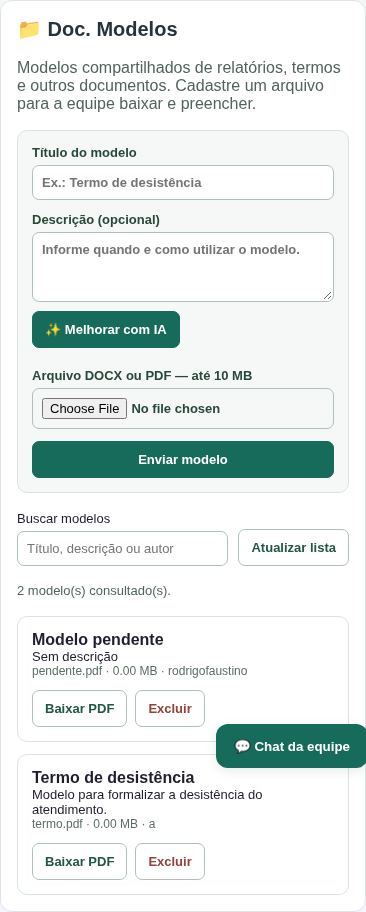 📁 Doc. Modelos
Modelos compartilhados de relatórios, termos
e outros documentos. Cadastre um arquivo
para a equipe baixar e preencher.
Título do modelo
Ex.: Termo de desistência
Descrição (opcional)
Informe quando e como utilizar o modelo.
✨ Melhorar com IA
Arquivo DOCX ou PDF — até 10 MB
Choose File No file chosen
Enviar modelo
Buscar modelos
Título, descrição ou autor
Atualizar lista
2 modelo(s) consultado(s).
Modelo pendente
Sem descrição
pendente.pdf · 0.00 MB · rodrigofaustino
Baixar PDF
Excluir
💬 Chat da equipe
Termo de desistência
Modelo para formalizar a desistência do
atendimento.
termo.pdf · 0.00 MB · a
Baixar PDF
Excluir